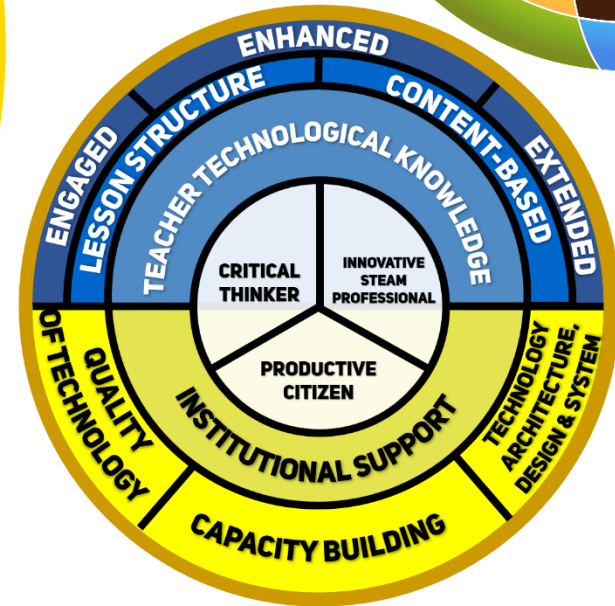 ENHANCED
ENGAGED
EXTENDED
LESSON STRUCTURE
CONTENT-BASED
TEACHER TECHNOLOGICAL KNOWLEDGE
CRITICAL
THINKER
INNOVATIVE
STEAM
PROFESSIONAL
PRODUCTIVE
CITIZEN
INSTITUTIONAL SUPPORT
QUALITY
OF TECHNOLOGY
CAPACITY BUILDING
TECHNOLOGY
ARCHITECTURE,
DESIGN & SYSTEM